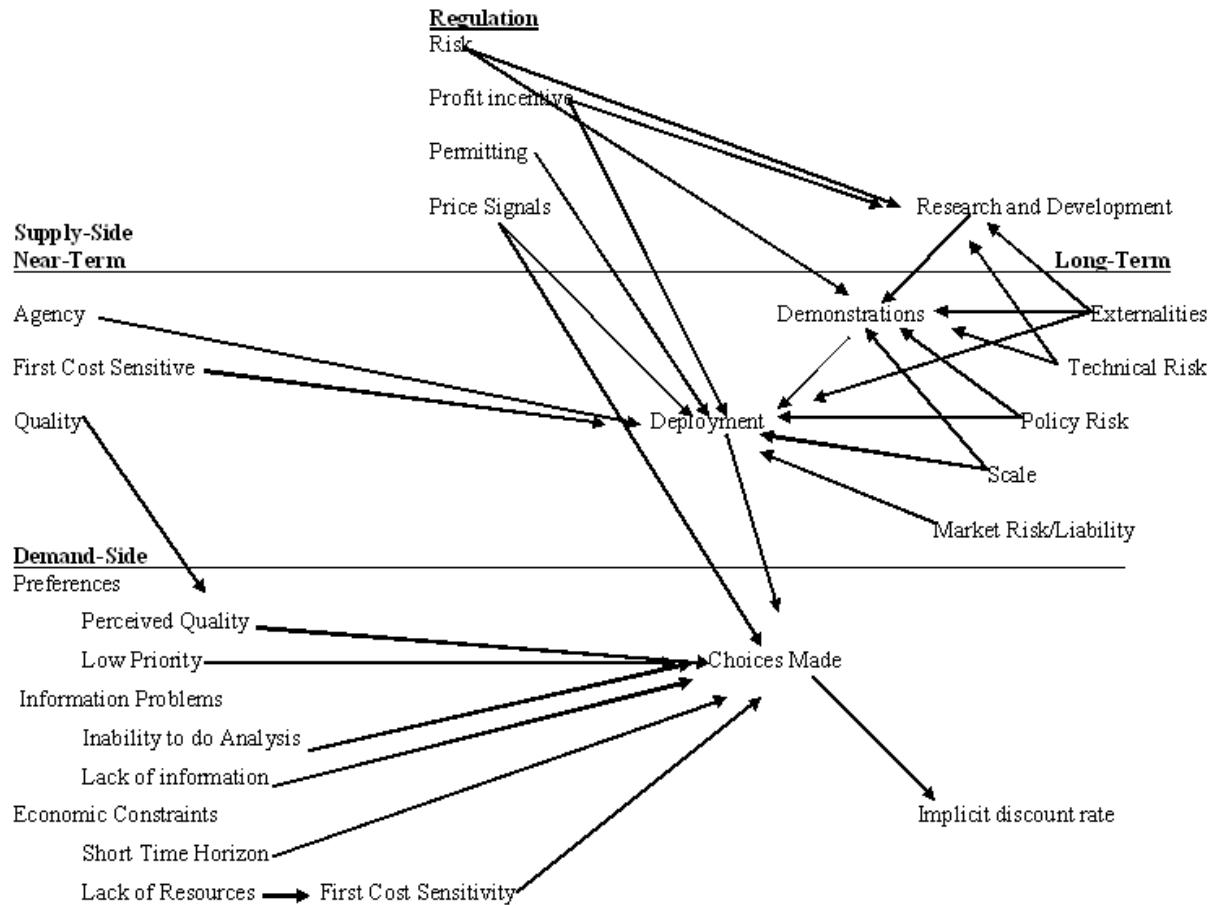 Regulation
Risk
Profit incentive
Permitting
Price Signals
Research and Development
Supply-Side
Near-Term
Long-Term
Agency
Demonstrations
Externalities
First Cost Sensitive
Technical Risk
Quality
Deployment
Policy Risk
Scale
Market Risk/Liability
Demand-Side
Preferences
Perceived Quality
Low Priority
Choices Made
Information Problems
Inability to do Analysis
Lack of information
Economic Constraints
Implicit discount rate
Short Time Horizon
Lack of Resources
First Cost Sensitivity